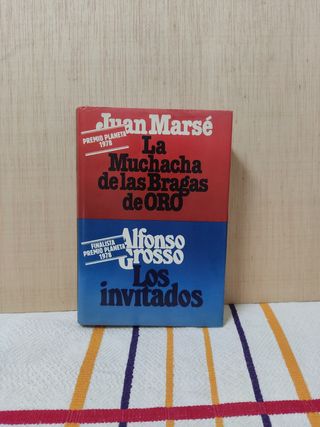 Juan Marsé
PREMIO PLANETA
1978
La
Muchacha
de las Bragas
de ORO
Alfonso
Grosso
FINALISTA
PREMIO PLANETA
1978
Los
invitados